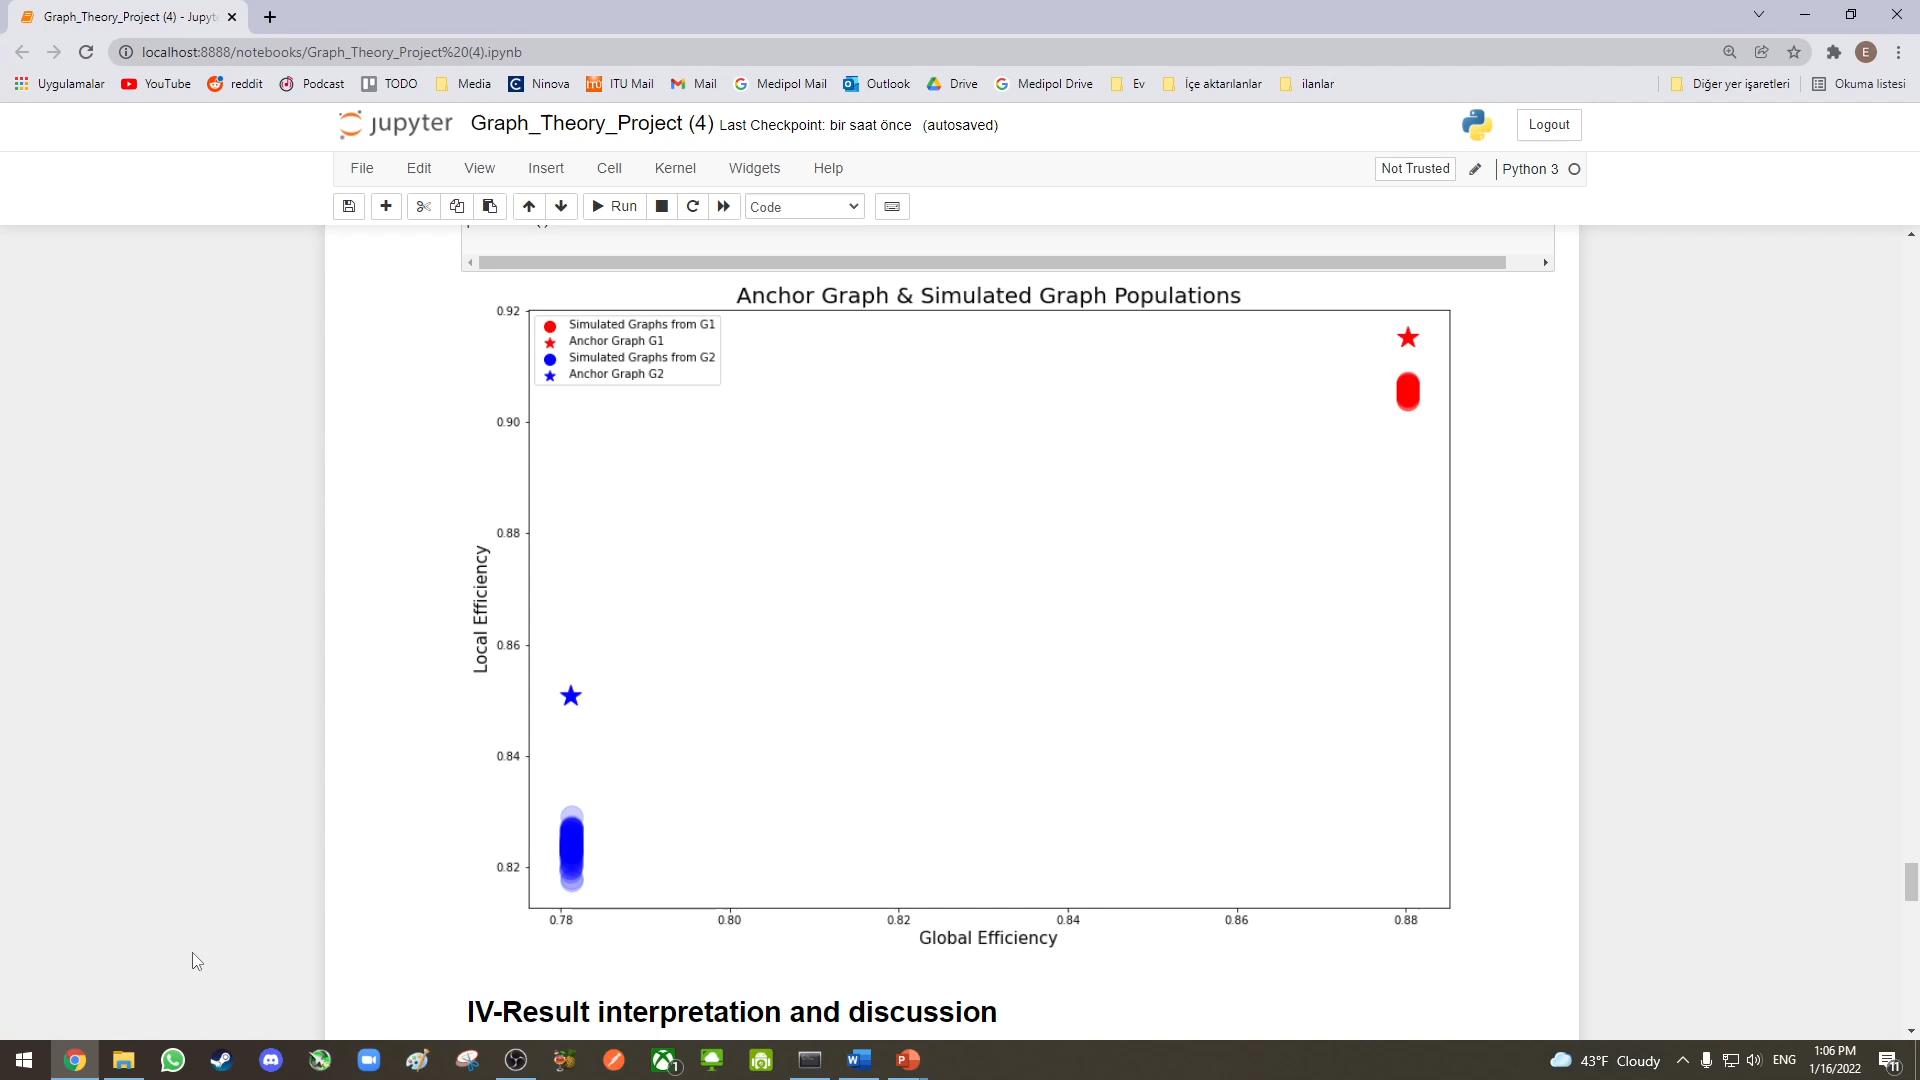 Graph_Theory_Project (4) - Jupyt
localhost:8888/notebooks/Graph_Theory_Project%20(4).ipynb
E
Uygulamalar YouTube reddit Podcast TODO Media Ninova ITU Mail Mail Medipol Mail Outlook Drive Medipol Drive Ev İçe aktarılanlar ilanlar Diğer yer işaretleri Okuma listesi
jupyter Graph_Theory_Project (4) Last Checkpoint: bir saat önce (autosaved) Logout
File Edit View Insert Cell Kernel Widgets Help Not Trusted Python 3
Run Code
Anchor Graph & Simulated Graph Populations
Simulated Graphs from G1
Anchor Graph G1
Simulated Graphs from G2
Anchor Graph G2
0.92
0.90
0.88
0.86
0.84
0.82
Local Efficiency
0.78 0.80 0.82 0.84 0.86 0.88
Global Efficiency
IV-Result interpretation and discussion
43°F Cloudy ENG 1:06 PM
1/16/2022
11
1